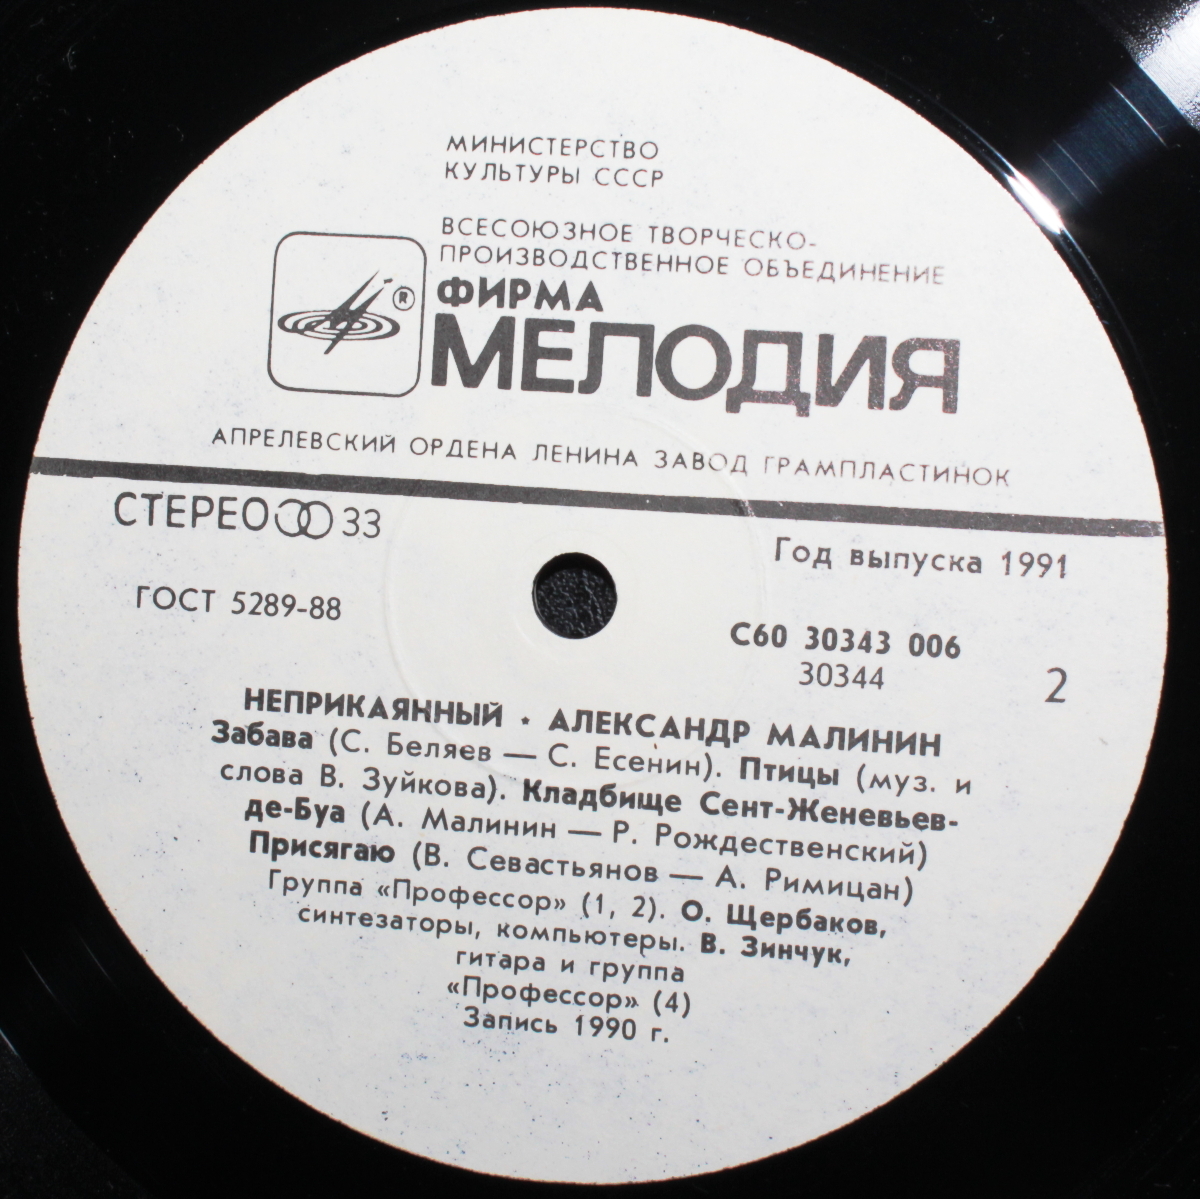 МИНИСТЕРСТВО
КУЛЬТУРЫ СССР
ВСЕСОЮЗНОЕ ТВОРЧЕСКО-
ПРОИЗВОДСТВЕННОЕ ОБЪЕДИНЕНИЕ
®
ФИРМА
МЕЛОДИЯ
АПРЕЛЕВСКИЙ ОРДЕНА ЛЕНИНА ЗАВОД ГРАМПЛАСТИНОК
СТЕРЕО 33
Год выпуска 1991
ГОСТ 5289-88
С60 30343 006
30344
2
НЕПРИКАЯННЫЙ · АЛЕКСАНДР МАЛИНИН
Забава (С. Беляев — С. Есенин). Птицы (муз. и
слова В. Зуйкова). Кладбище Сент-Женевьев-
де-Буа (А. Малинин — Р. Рождественский)
Присягаю (В. Севастьянов — А. Римицан)
Группа «Профессор» (1, 2). О. Щербаков,
синтезаторы, компьютеры. В. Зинчук,
гитара и группа
«Профессор» (4)
Запись 1990 г.